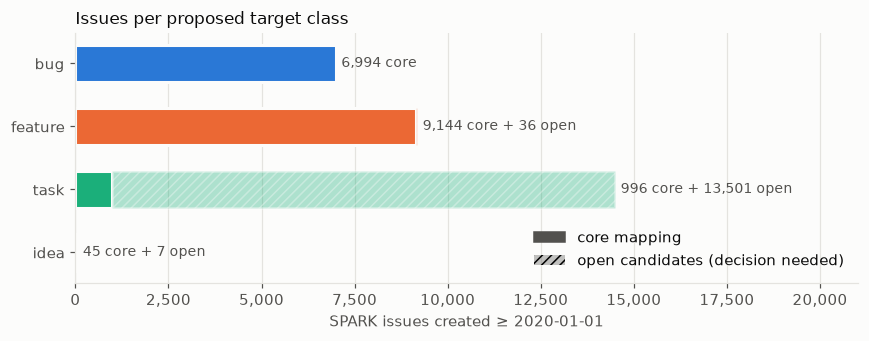 Issues per proposed target class
bug
6,994 core
feature
9,144 core + 36 open
task
996 core + 13,501 open
idea
45 core + 7 open
core mapping
open candidates (decision needed)
0 2,500 5,000 7,500 10,000 12,500 15,000 17,500 20,000
SPARK issues created ≥ 2020-01-01